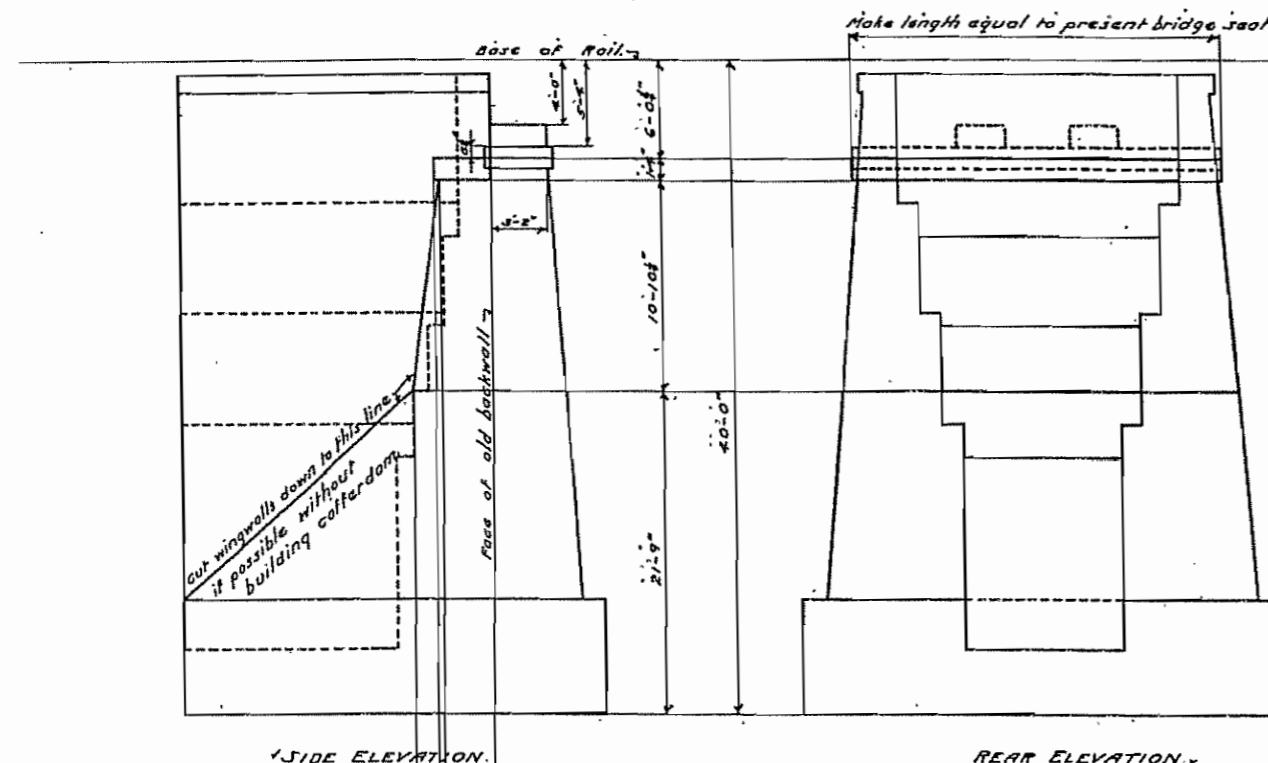 Make length equal to present bridge seat
Base of Rail.
4'-0"
5'-4"
6'-0½"
3'-2"
10'-10½"
Face of old backwall
40'-0"
21'-9"
cut wingwalls down to this line
if possible without
building cofferdam
SIDE ELEVATION.
REAR ELEVATION.